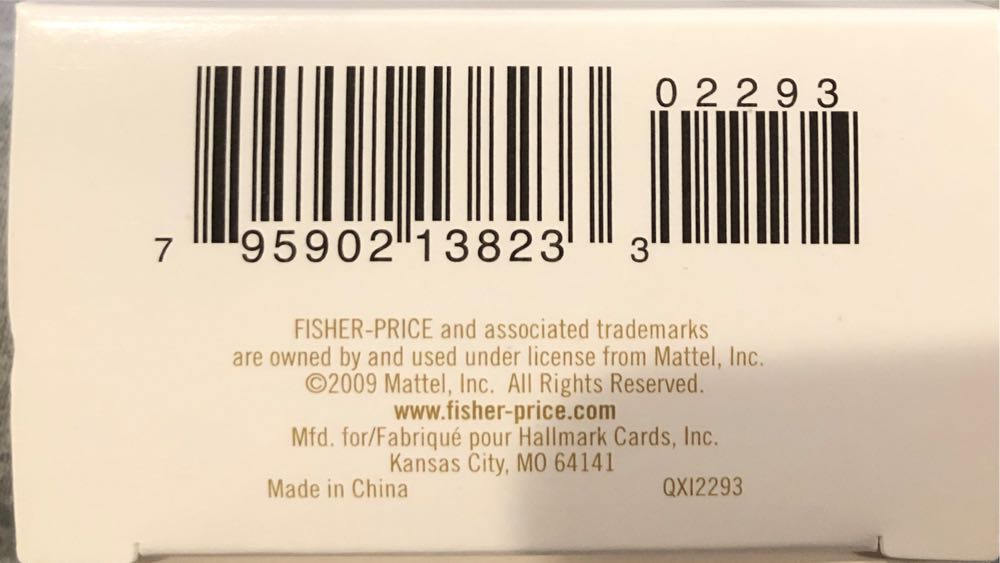 02293
7 95902 13823 3
FISHER-PRICE and associated trademarks
are owned by and used under license from Mattel, Inc.
©2009 Mattel, Inc. All Rights Reserved.
www.fisher-price.com
Mfd. for/Fabriqué pour Hallmark Cards, Inc.
Kansas City, MO 64141
Made in China QXI2293